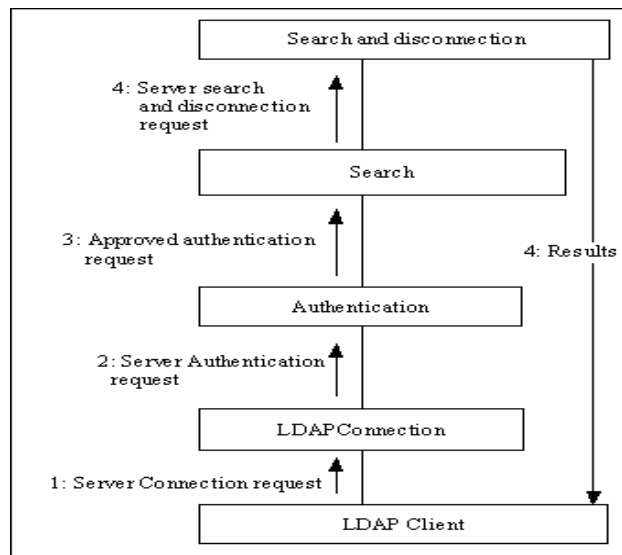 Search and disconnection
4: Server search
and disconnection
request
Search
3: Approved authentication
request
4: Results
Authentication
2: Server Authentication
request
LDAPConnection
1: Server Connection request
LDAP Client